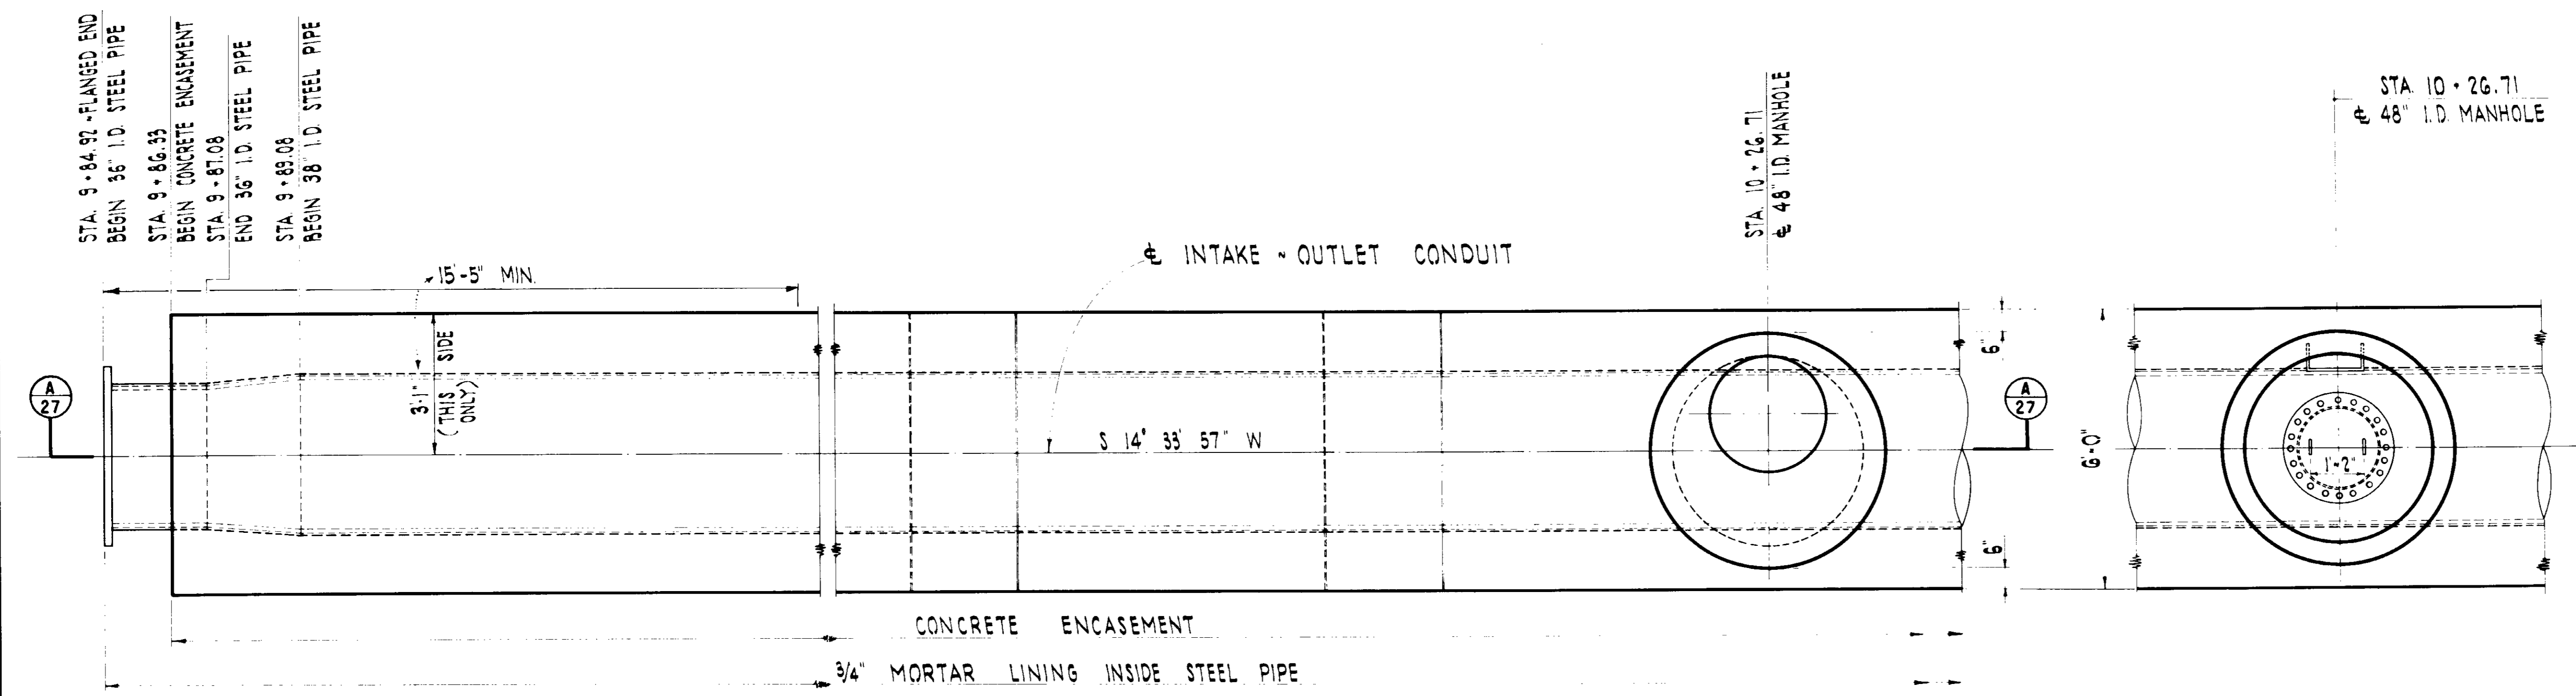 STA. 9+84.92 ~FLANGED END
BEGIN 36" I.D. STEEL PIPE
STA. 9+86.33
BEGIN CONCRETE ENCASEMENT
STA. 9+87.08
END 36" I.D. STEEL PIPE
STA. 9+89.08
BEGIN 38" I.D. STEEL PIPE
STA. 10+26.71
℄ 48" I.D. MANHOLE
STA. 10+26.71
℄ 48" I.D. MANHOLE
℄ INTAKE ~ OUTLET CONDUIT
15'-5" MIN.
3'-1"
(THIS SIDE
ONLY)
6"
A
27
A
27
S 14° 33' 57" W
6'-0"
1'-2"
6"
CONCRETE ENCASEMENT
3/4" MORTAR LINING INSIDE STEEL PIPE